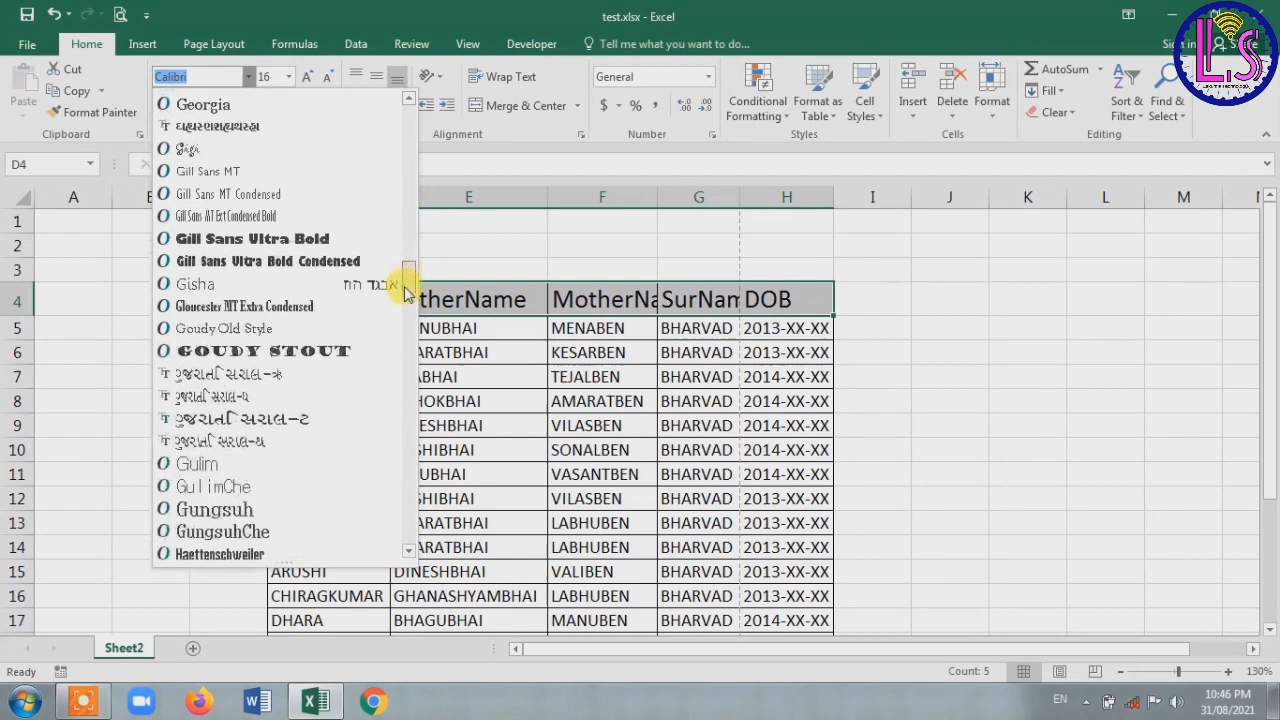 test.xlsx - Excel
File
Home
Insert
Page Layout
Formulas
Data
Review
View
Developer
Tell me what you want to do...
Sign in
L.S
Paste
Cut
Copy
Format Painter
Clipboard
Calibri
16
Wrap Text
Merge & Center
Alignment
General
$ % ,
Number
Conditional Formatting
Format as Table
Cell Styles
Styles
Insert
Delete
Format
Cells
AutoSum
Fill
Clear
Sort & Filter
Find & Select
Editing
D4
Georgia
Gigi
Gill Sans MT
Gill Sans MT Condensed
Gill Sans MT Ext Condensed Bold
Gill Sans Ultra Bold
Gill Sans Ultra Bold Condensed
Gisha אבגד הוז
Gloucester MT Extra Condensed
Goudy Old Style
GOUDY STOUT
Gulim
GulimChe
Gungsuh
GungsuhChe
Haettenschweiler
A E F G H I J K L M N
1
2
3
4 therName MotherNa SurNam DOB
5 NUBHAI MENABEN BHARVAD 2013-XX-XX
6 ARATBHAI KESARBEN BHARVAD 2013-XX-XX
7 ABHAI TEJALBEN BHARVAD 2014-XX-XX
8 HOKBHAI AMARATBEN BHARVAD 2014-XX-XX
9 ESHBHAI VILASBEN BHARVAD 2014-XX-XX
10 SHIBHAI SONALBEN BHARVAD 2014-XX-XX
11 UBHAI VASANTBEN BHARVAD 2014-XX-XX
12 SHIBHAI VILASBEN BHARVAD 2013-XX-XX
13 ARATBHAI LABHUBEN BHARVAD 2014-XX-XX
14 ARATBHAI LABHUBEN BHARVAD 2014-XX-XX
15 ARUSHI DINESHBHAI VALIBEN BHARVAD 2013-XX-XX
16 CHIRAGKUMAR GHANASHYAMBHAI LABHUBEN BHARVAD 2013-XX-XX
17 DHARA BHAGUBHAI MANUBEN BHARVAD 2014-XX-XX
Sheet2
Ready
Count: 5
130%
EN
10:46 PM
31/08/2021